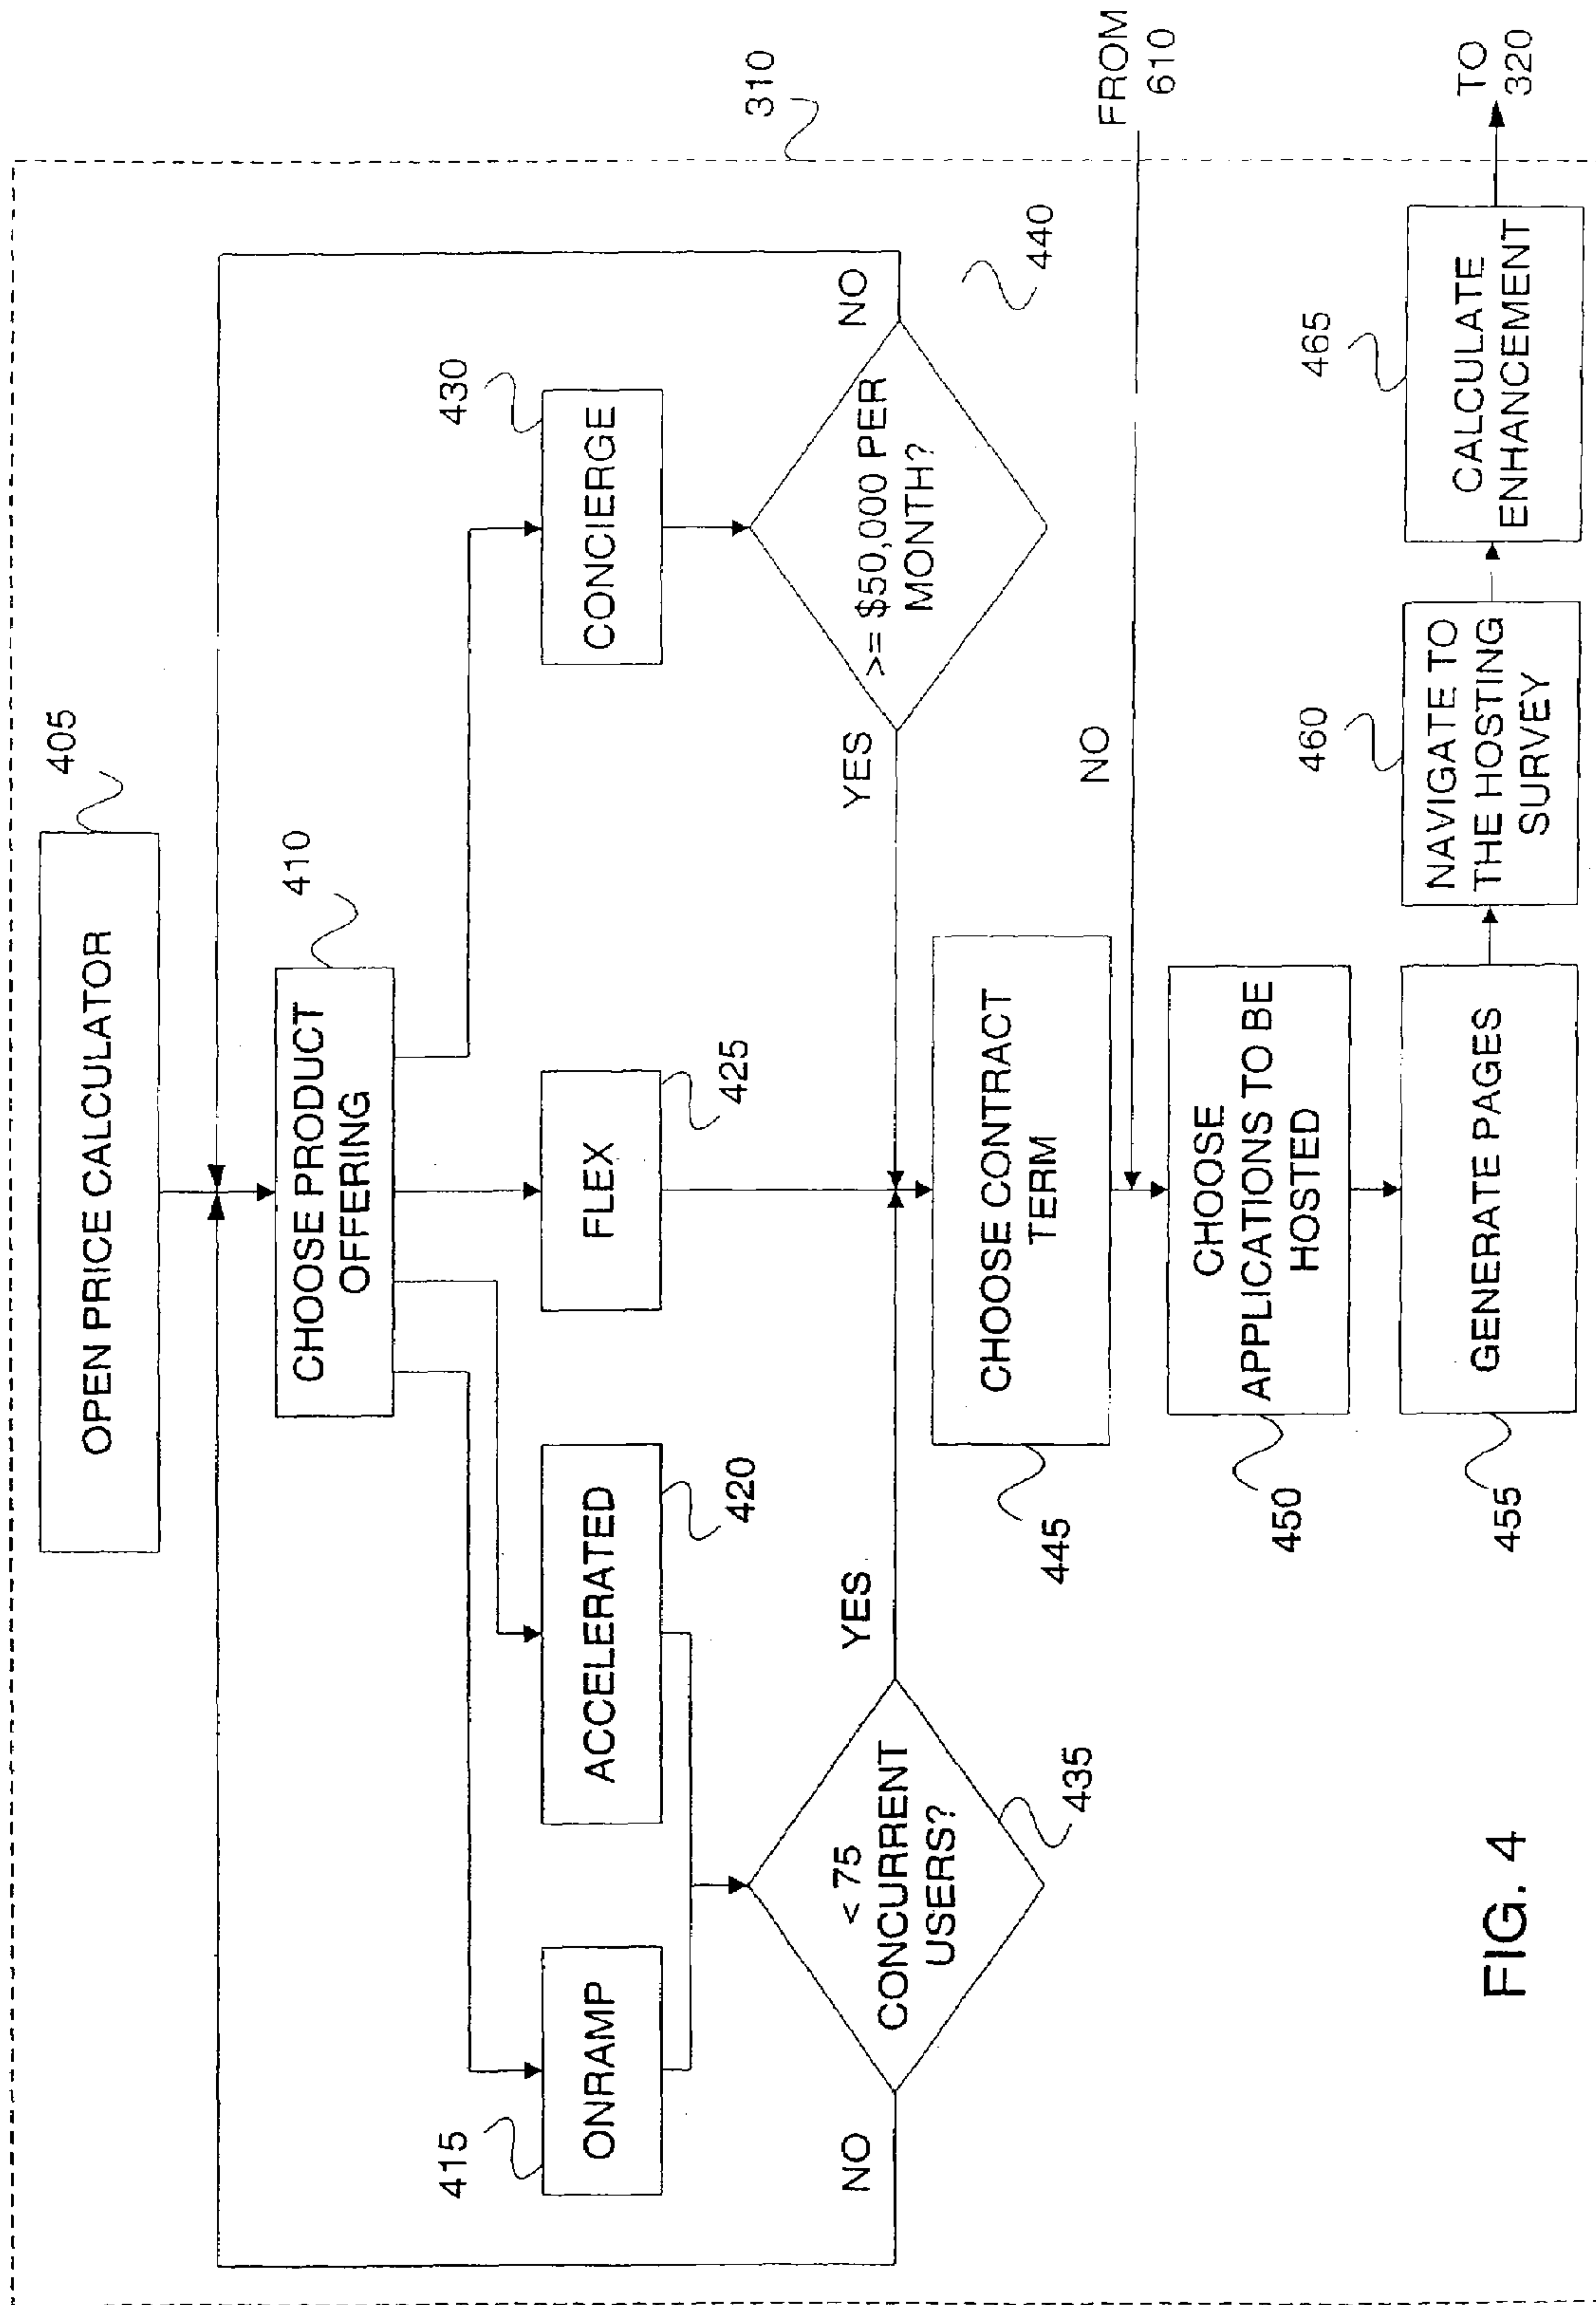 310
OPEN PRICE CALCULATOR
405
CHOOSE PRODUCT
OFFERING
410
415
ONRAMP
ACCELERATED
420
FLEX
425
CONCIERGE
430
NO
< 75
CONCURRENT
USERS?
435
YES
YES
>= $50,000 PER
MONTH?
NO
440
445
CHOOSE CONTRACT
TERM
NO
FROM
610
450
CHOOSE
APPLICATIONS TO BE
HOSTED
455
GENERATE PAGES
460
NAVIGATE TO
THE HOSTING
SURVEY
465
CALCULATE
ENHANCEMENT
TO
320
FIG. 4